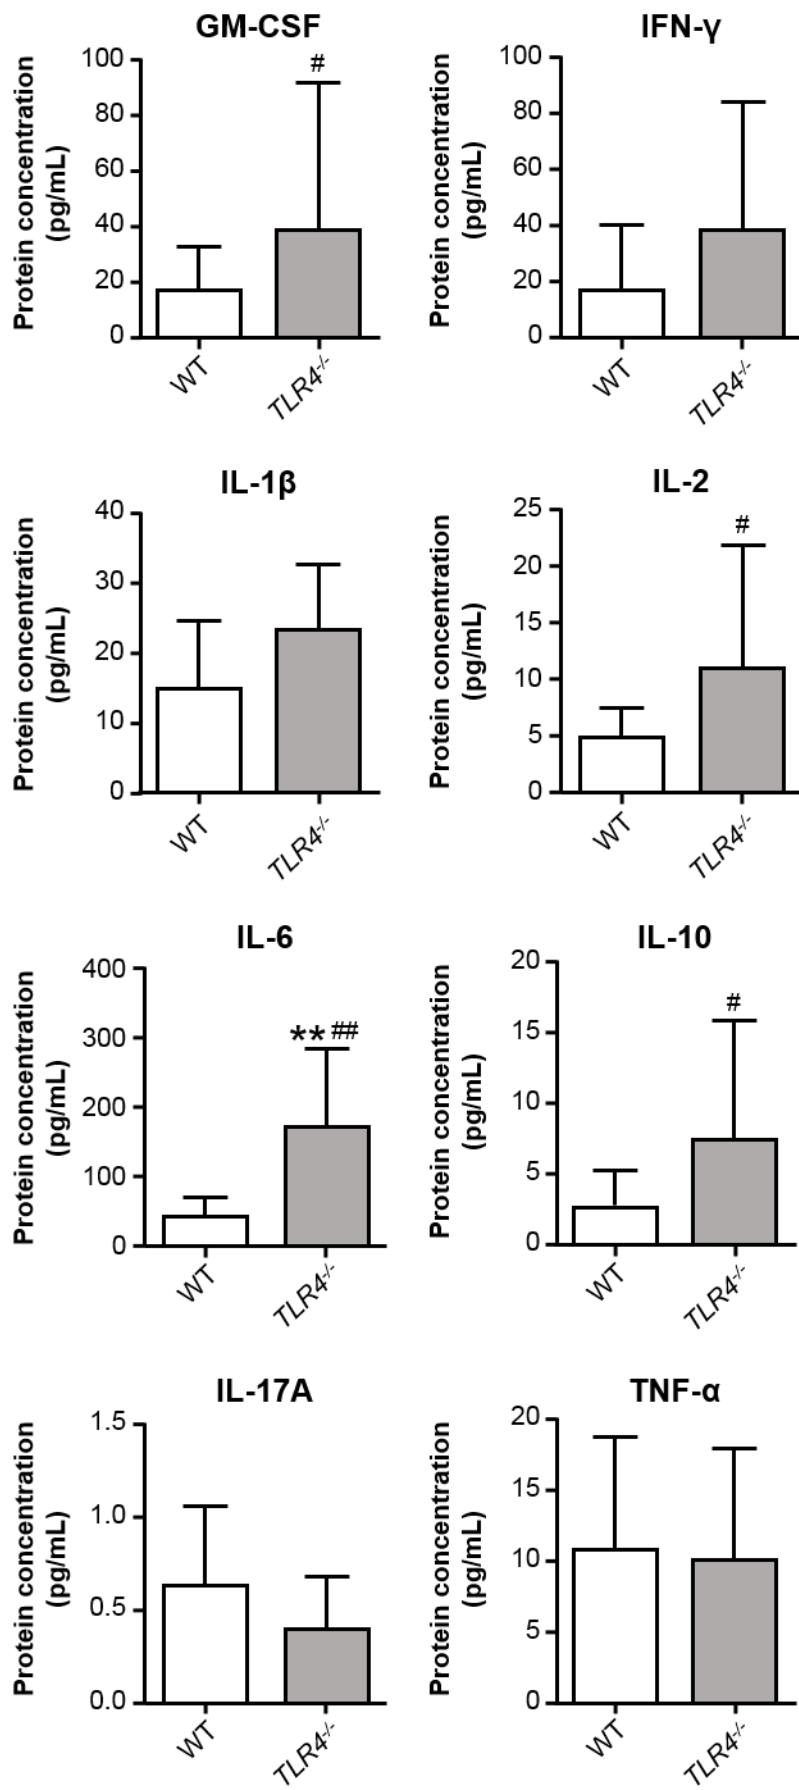 GM-CSF
Protein concentration
(pg/mL)
100
80
60
40
20
0
#
WT
TLR4-/-
IFN-γ
Protein concentration
(pg/mL)
100
80
60
40
20
0
WT
TLR4-/-
IL-1β
Protein concentration
(pg/mL)
40
30
20
10
0
WT
TLR4-/-
IL-2
Protein concentration
(pg/mL)
25
20
15
10
5
0
#
WT
TLR4-/-
IL-6
Protein concentration
(pg/mL)
400
300
200
100
0
** ##
WT
TLR4-/-
IL-10
Protein concentration
(pg/mL)
20
15
10
5
0
#
WT
TLR4-/-
IL-17A
Protein concentration
(pg/mL)
1.5
1.0
0.5
0.0
WT
TLR4-/-
TNF-α
Protein concentration
(pg/mL)
20
15
10
5
0
WT
TLR4-/-